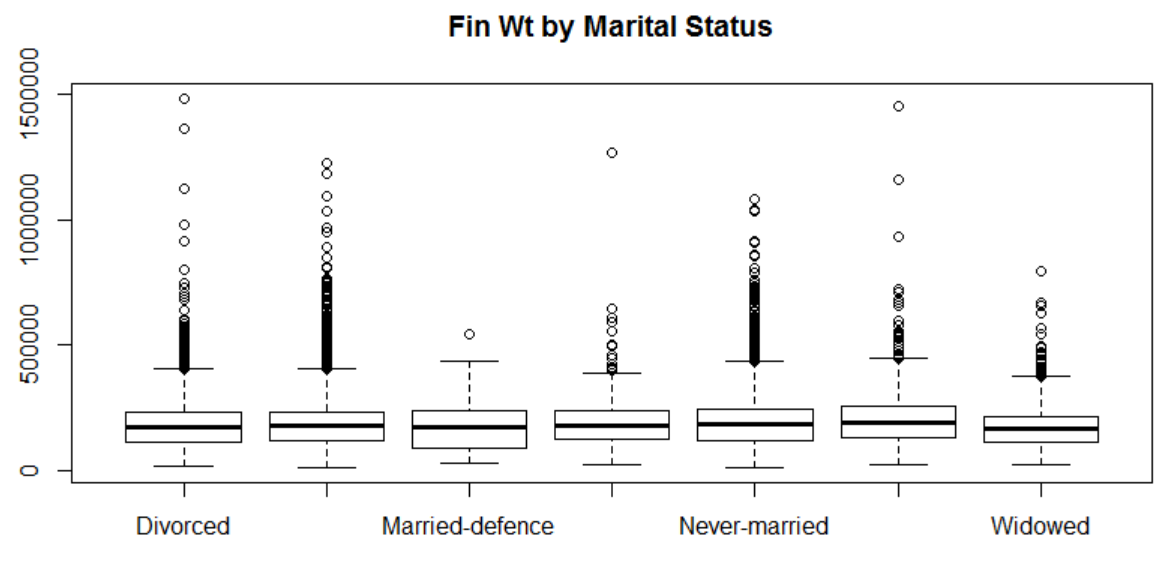 Fin Wt by Marital Status
1500000
1000000
500000
0
Divorced Married-defence Never-married Widowed